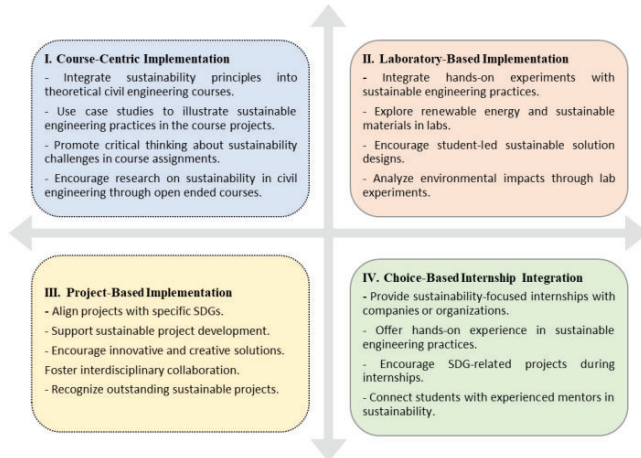 I. Course-Centric Implementation
- Integrate sustainability principles into
theoretical civil engineering courses.
- Use case studies to illustrate sustainable
engineering practices in the course projects.
- Promote critical thinking about sustainability
challenges in course assignments.
- Encourage research on sustainability in civil
engineering through open ended courses.
II. Laboratory-Based Implementation
- Integrate hands-on experiments with
sustainable engineering practices.
- Explore renewable energy and sustainable
materials in labs.
- Encourage student-led sustainable solution
designs.
- Analyze environmental impacts through lab
experiments.
III. Project-Based Implementation
- Align projects with specific SDGs.
- Support sustainable project development.
- Encourage innovative and creative solutions.
Foster interdisciplinary collaboration.
- Recognize outstanding sustainable projects.
IV. Choice-Based Internship Integration
- Provide sustainability-focused internships with
companies or organizations.
- Offer hands-on experience in sustainable
engineering practices.
- Encourage SDG-related projects during
internships.
- Connect students with experienced mentors in
sustainability.